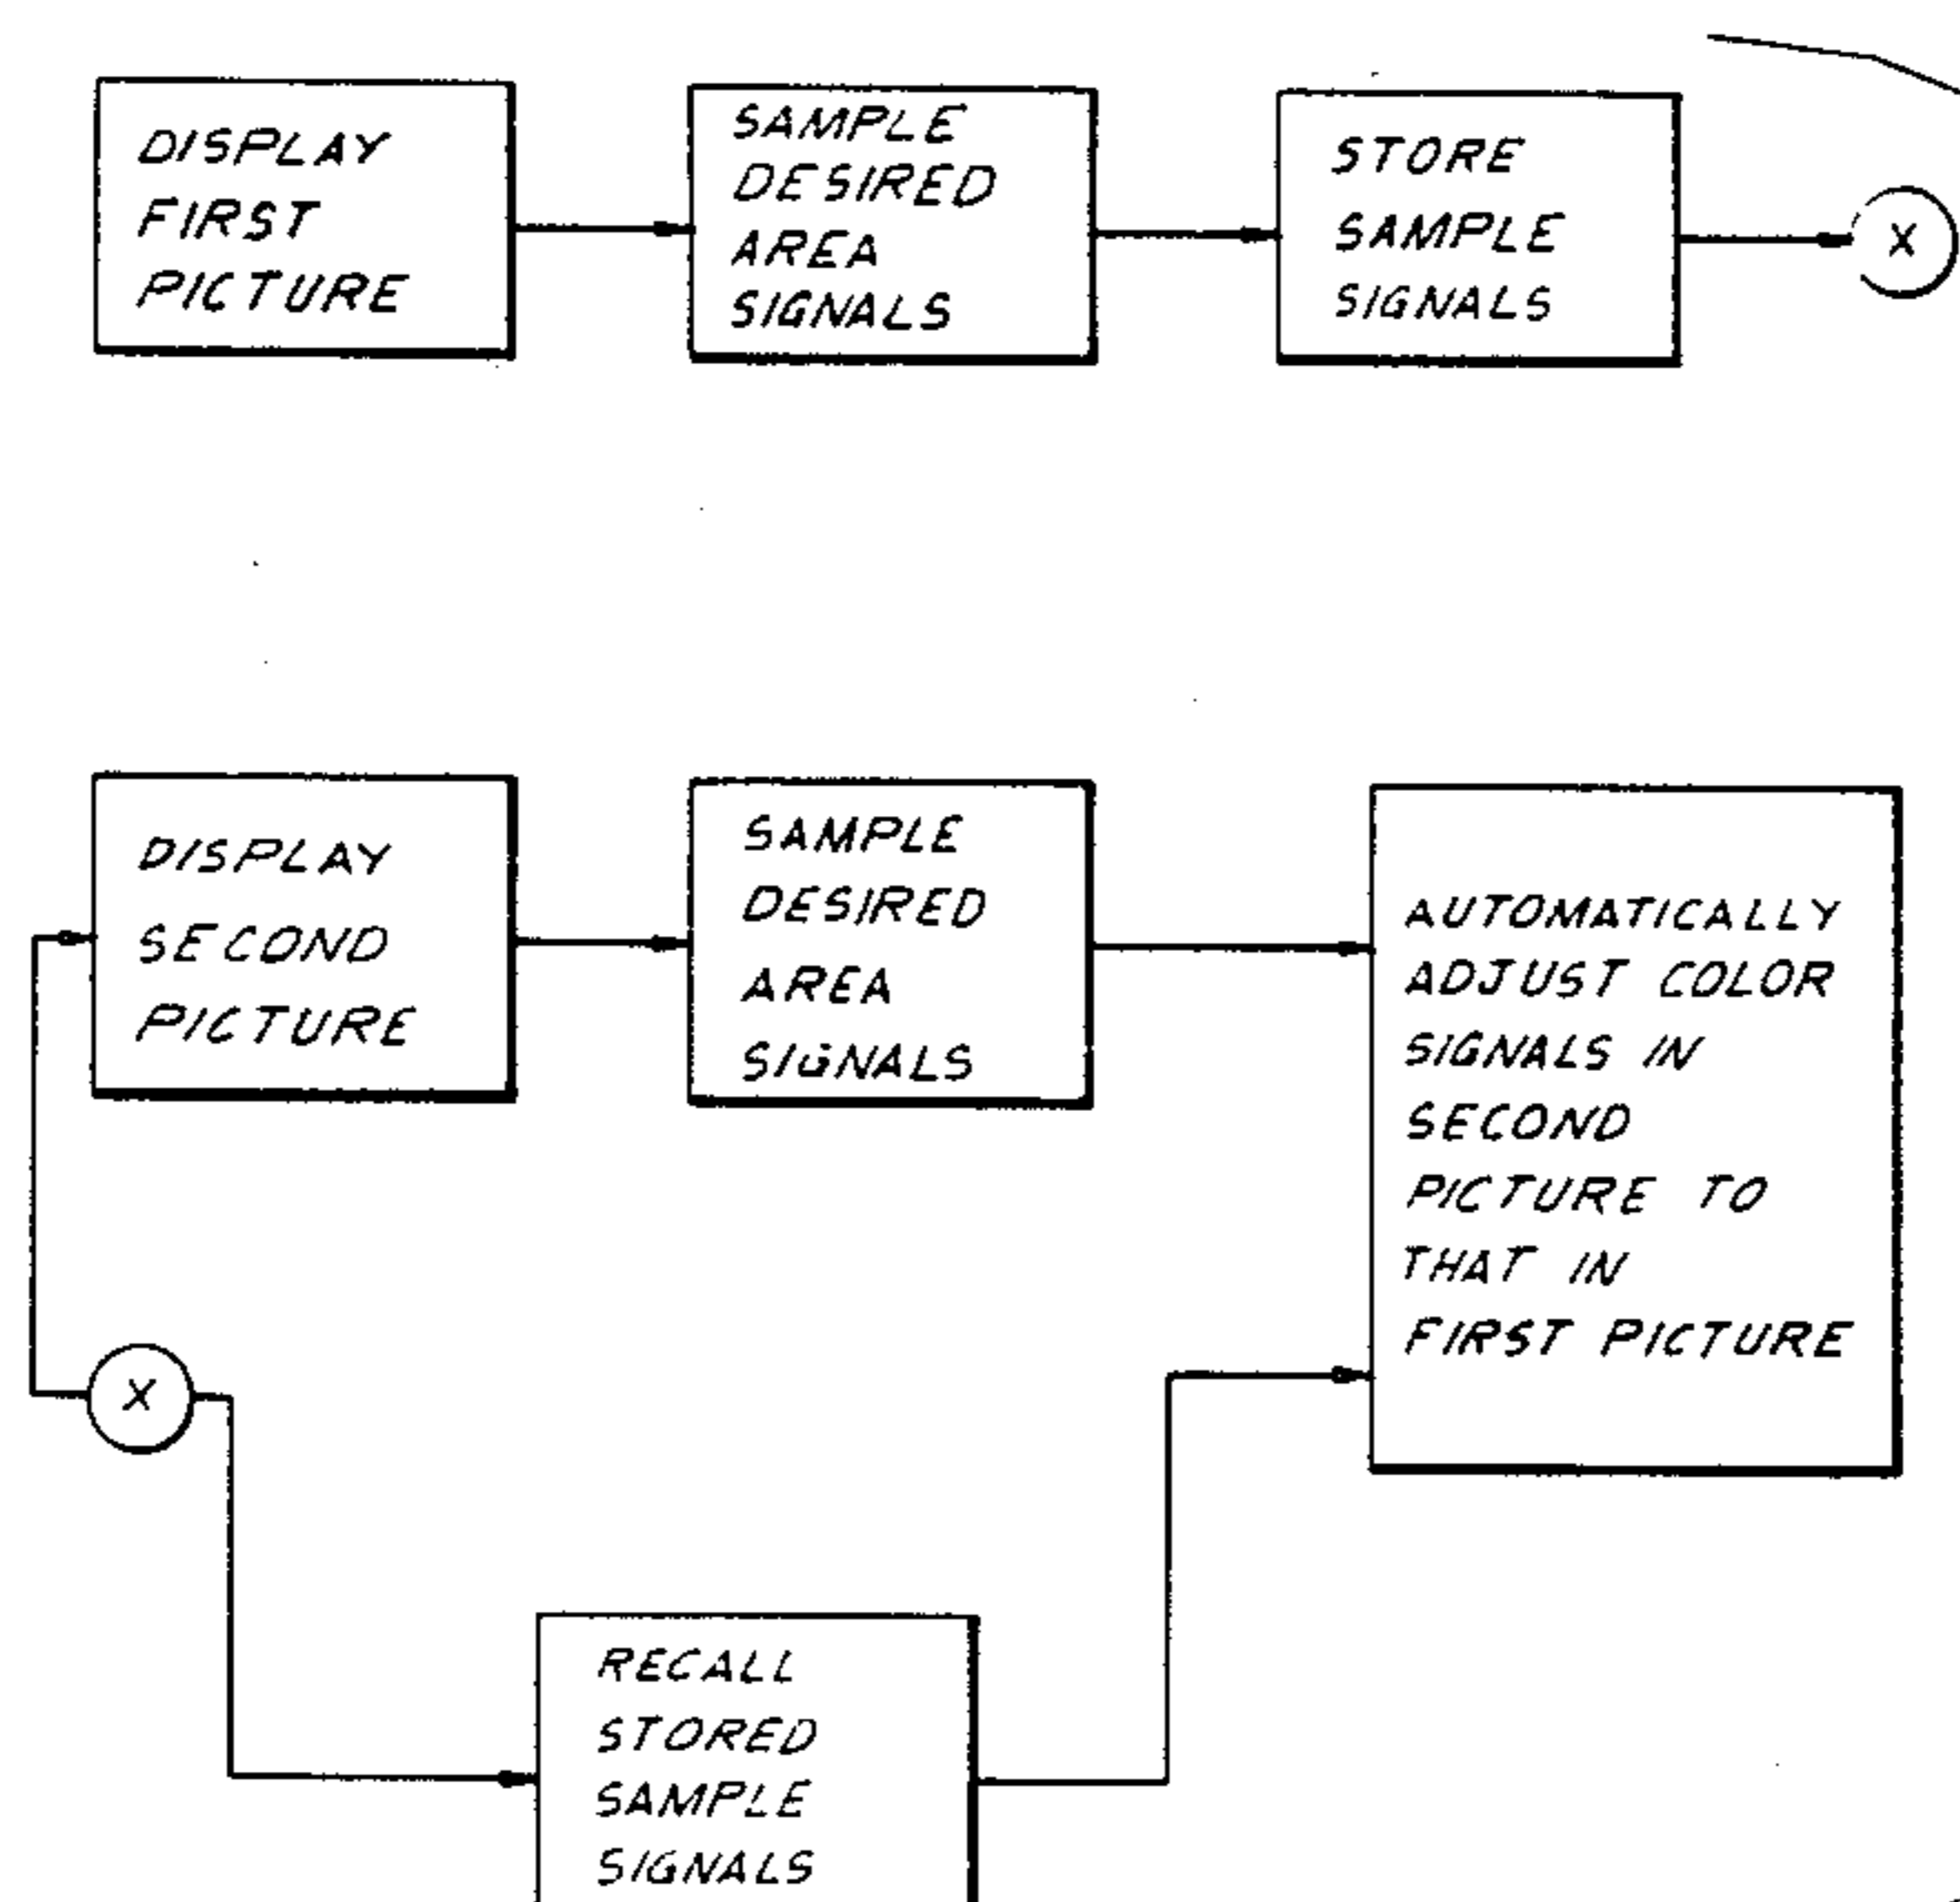 DISPLAY
FIRST
PICTURE
SAMPLE
DESIRED
AREA
SIGNALS
STORE
SAMPLE
SIGNALS
X
DISPLAY
SECOND
PICTURE
SAMPLE
DESIRED
AREA
SIGNALS
AUTOMATICALLY
ADJUST COLOR
SIGNALS IN
SECOND
PICTURE TO
THAT IN
FIRST PICTURE
X
RECALL
STORED
SAMPLE
SIGNALS